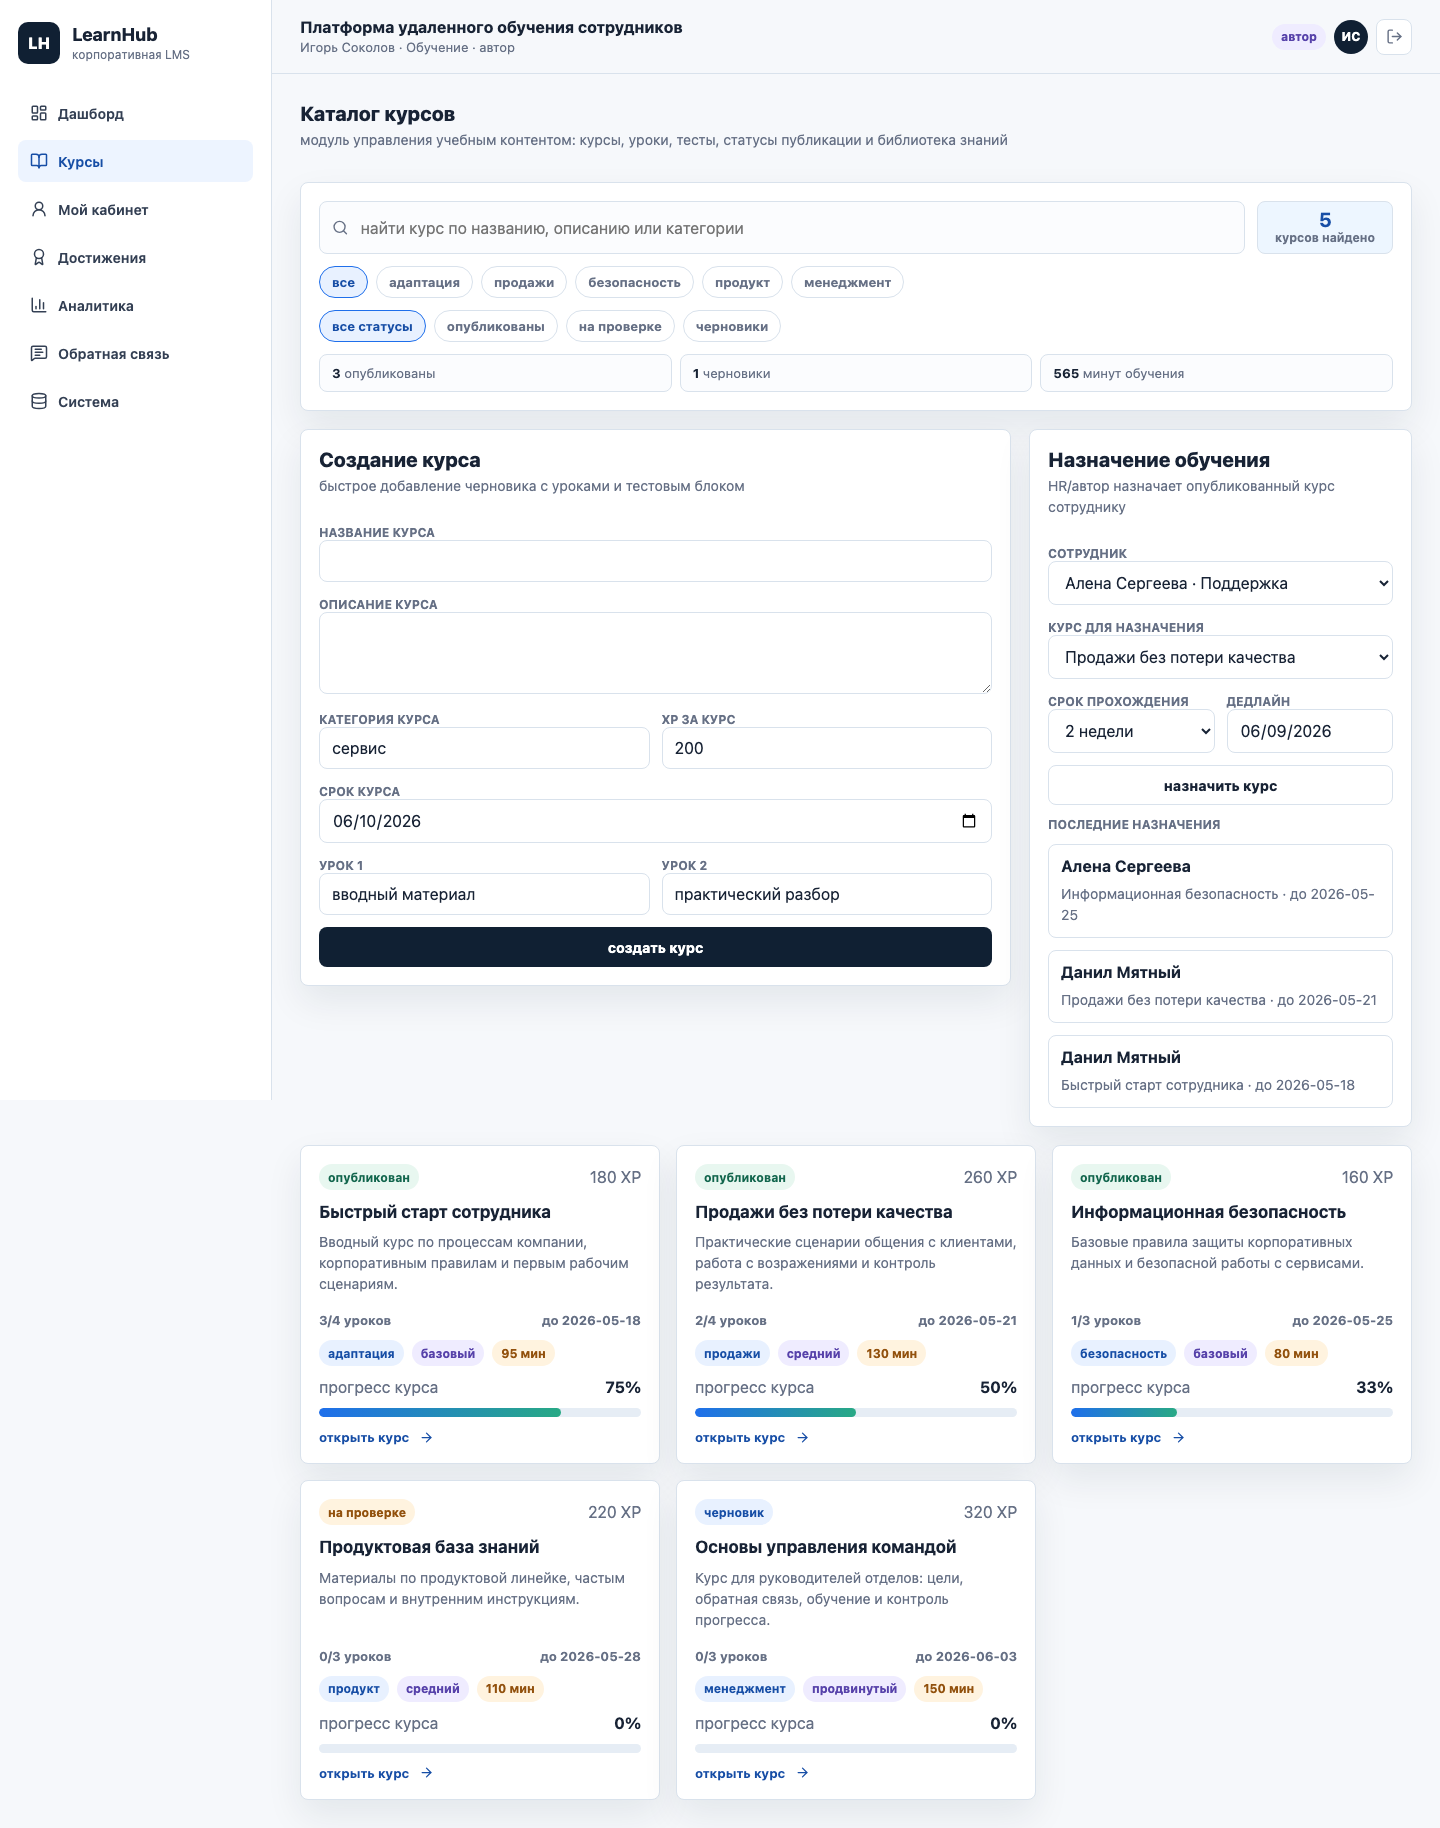 LH
LearnHub
корпоративная LMS
Дашборд
Курсы
Мой кабинет
Достижения
Аналитика
Обратная связь
Система
Платформа удаленного обучения сотрудников
Игорь Соколов · Обучение · автор
автор
ИС
Каталог курсов
модуль управления учебным контентом: курсы, уроки, тесты, статусы публикации и библиотека знаний
найти курс по названию, описанию или категории
5
курсов найдено
все
адаптация
продажи
безопасность
продукт
менеджмент
все статусы
опубликованы
на проверке
черновики
3 опубликованы
1 черновики
565 минут обучения
Создание курса
быстрое добавление черновика с уроками и тестовым блоком
НАЗВАНИЕ КУРСА
ОПИСАНИЕ КУРСА
КАТЕГОРИЯ КУРСА
XP ЗА КУРС
сервис
200
СРОК КУРСА
06/10/2026
УРОК 1
УРОК 2
вводный материал
практический разбор
создать курс
Назначение обучения
HR/автор назначает опубликованный курс
сотруднику
СОТРУДНИК
Алена Сергеева · Поддержка
КУРС ДЛЯ НАЗНАЧЕНИЯ
Продажи без потери качества
СРОК ПРОХОЖДЕНИЯ
ДЕДЛАЙН
2 недели
06/09/2026
назначить курс
ПОСЛЕДНИЕ НАЗНАЧЕНИЯ
Алена Сергеева
Информационная безопасность · до 2026-05-
25
Данил Мятный
Продажи без потери качества · до 2026-05-21
Данил Мятный
Быстрый старт сотрудника · до 2026-05-18
опубликован
180 XP
Быстрый старт сотрудника
Вводный курс по процессам компании,
корпоративным правилам и первым рабочим
сценариям.
3/4 уроков
до 2026-05-18
адаптация
базовый
95 мин
прогресс курса
75%
открыть курс
опубликован
260 XP
Продажи без потери качества
Практические сценарии общения с клиентами,
работа с возражениями и контроль
результата.
2/4 уроков
до 2026-05-21
продажи
средний
130 мин
прогресс курса
50%
открыть курс
опубликован
160 XP
Информационная безопасность
Базовые правила защиты корпоративных
данных и безопасной работы с сервисами.
1/3 уроков
до 2026-05-25
безопасность
базовый
80 мин
прогресс курса
33%
открыть курс
на проверке
220 XP
Продуктовая база знаний
Материалы по продуктовой линейке, частым
вопросам и внутренним инструкциям.
0/3 уроков
до 2026-05-28
продукт
средний
110 мин
прогресс курса
0%
открыть курс
черновик
320 XP
Основы управления командой
Курс для руководителей отделов: цели,
обратная связь, обучение и контроль
прогресса.
0/3 уроков
до 2026-06-03
менеджмент
продвинутый
150 мин
прогресс курса
0%
открыть курс